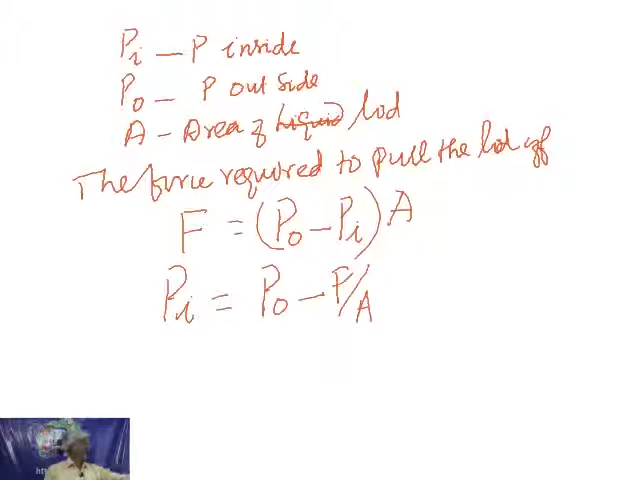 Pi — P inside
Po — P out side
A - Area of liquid lid
The force required to pull the lid off
F = (Po – Pi) A
Pi = Po – F/A